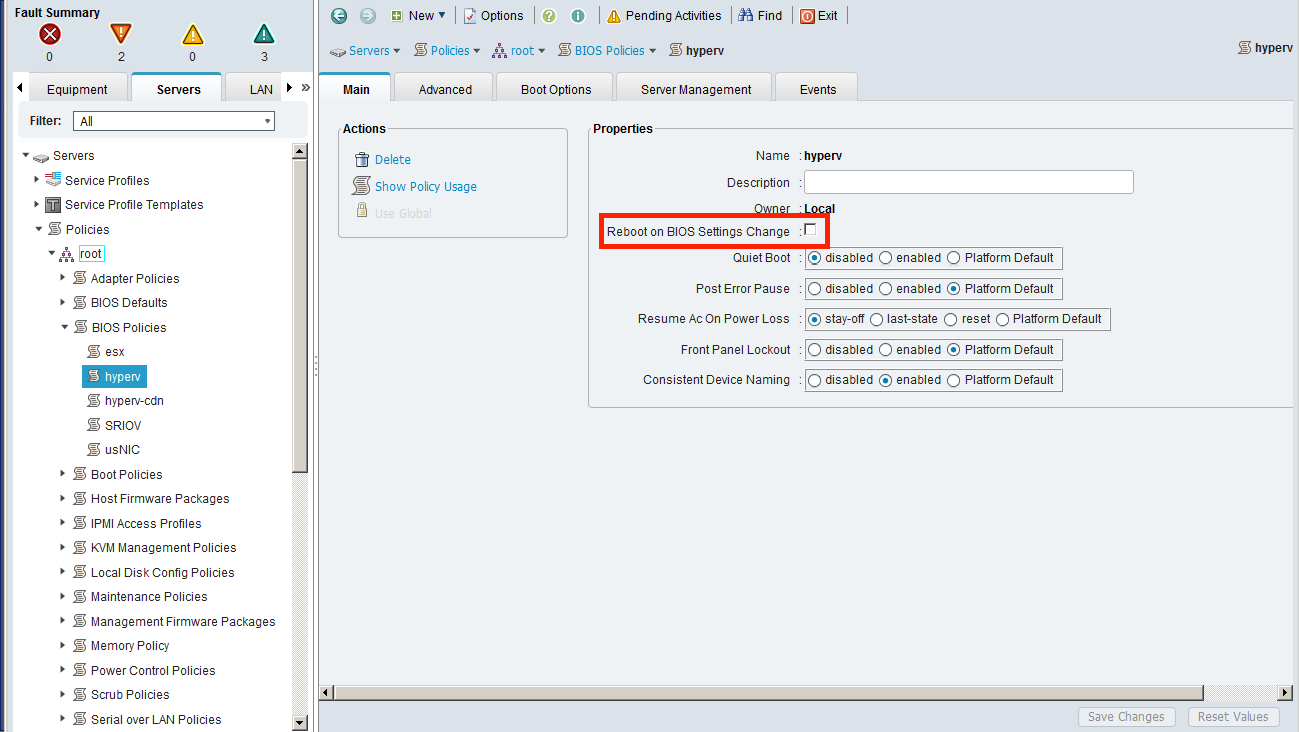 Fault Summary
0 2 0 3
Equipment Servers LAN »
Filter: All
Servers
Service Profiles
Service Profile Templates
Policies
root
Adapter Policies
BIOS Defaults
BIOS Policies
esx
hyperv
hyperv-cdn
SRIOV
usNIC
Boot Policies
Host Firmware Packages
IPMI Access Profiles
KVM Management Policies
Local Disk Config Policies
Maintenance Policies
Management Firmware Packages
Memory Policy
Power Control Policies
Scrub Policies
Serial over LAN Policies
New Options Pending Activities Find Exit
Servers Policies root BIOS Policies hyperv
hyperv
Main Advanced Boot Options Server Management Events
Actions
Delete
Show Policy Usage
Use Global
Properties
Name : hyperv
Description :
Owner : Local
Reboot on BIOS Settings Change :
Quiet Boot : disabled enabled Platform Default
Post Error Pause : disabled enabled Platform Default
Resume Ac On Power Loss : stay-off last-state reset Platform Default
Front Panel Lockout : disabled enabled Platform Default
Consistent Device Naming : disabled enabled Platform Default
Save Changes Reset Values